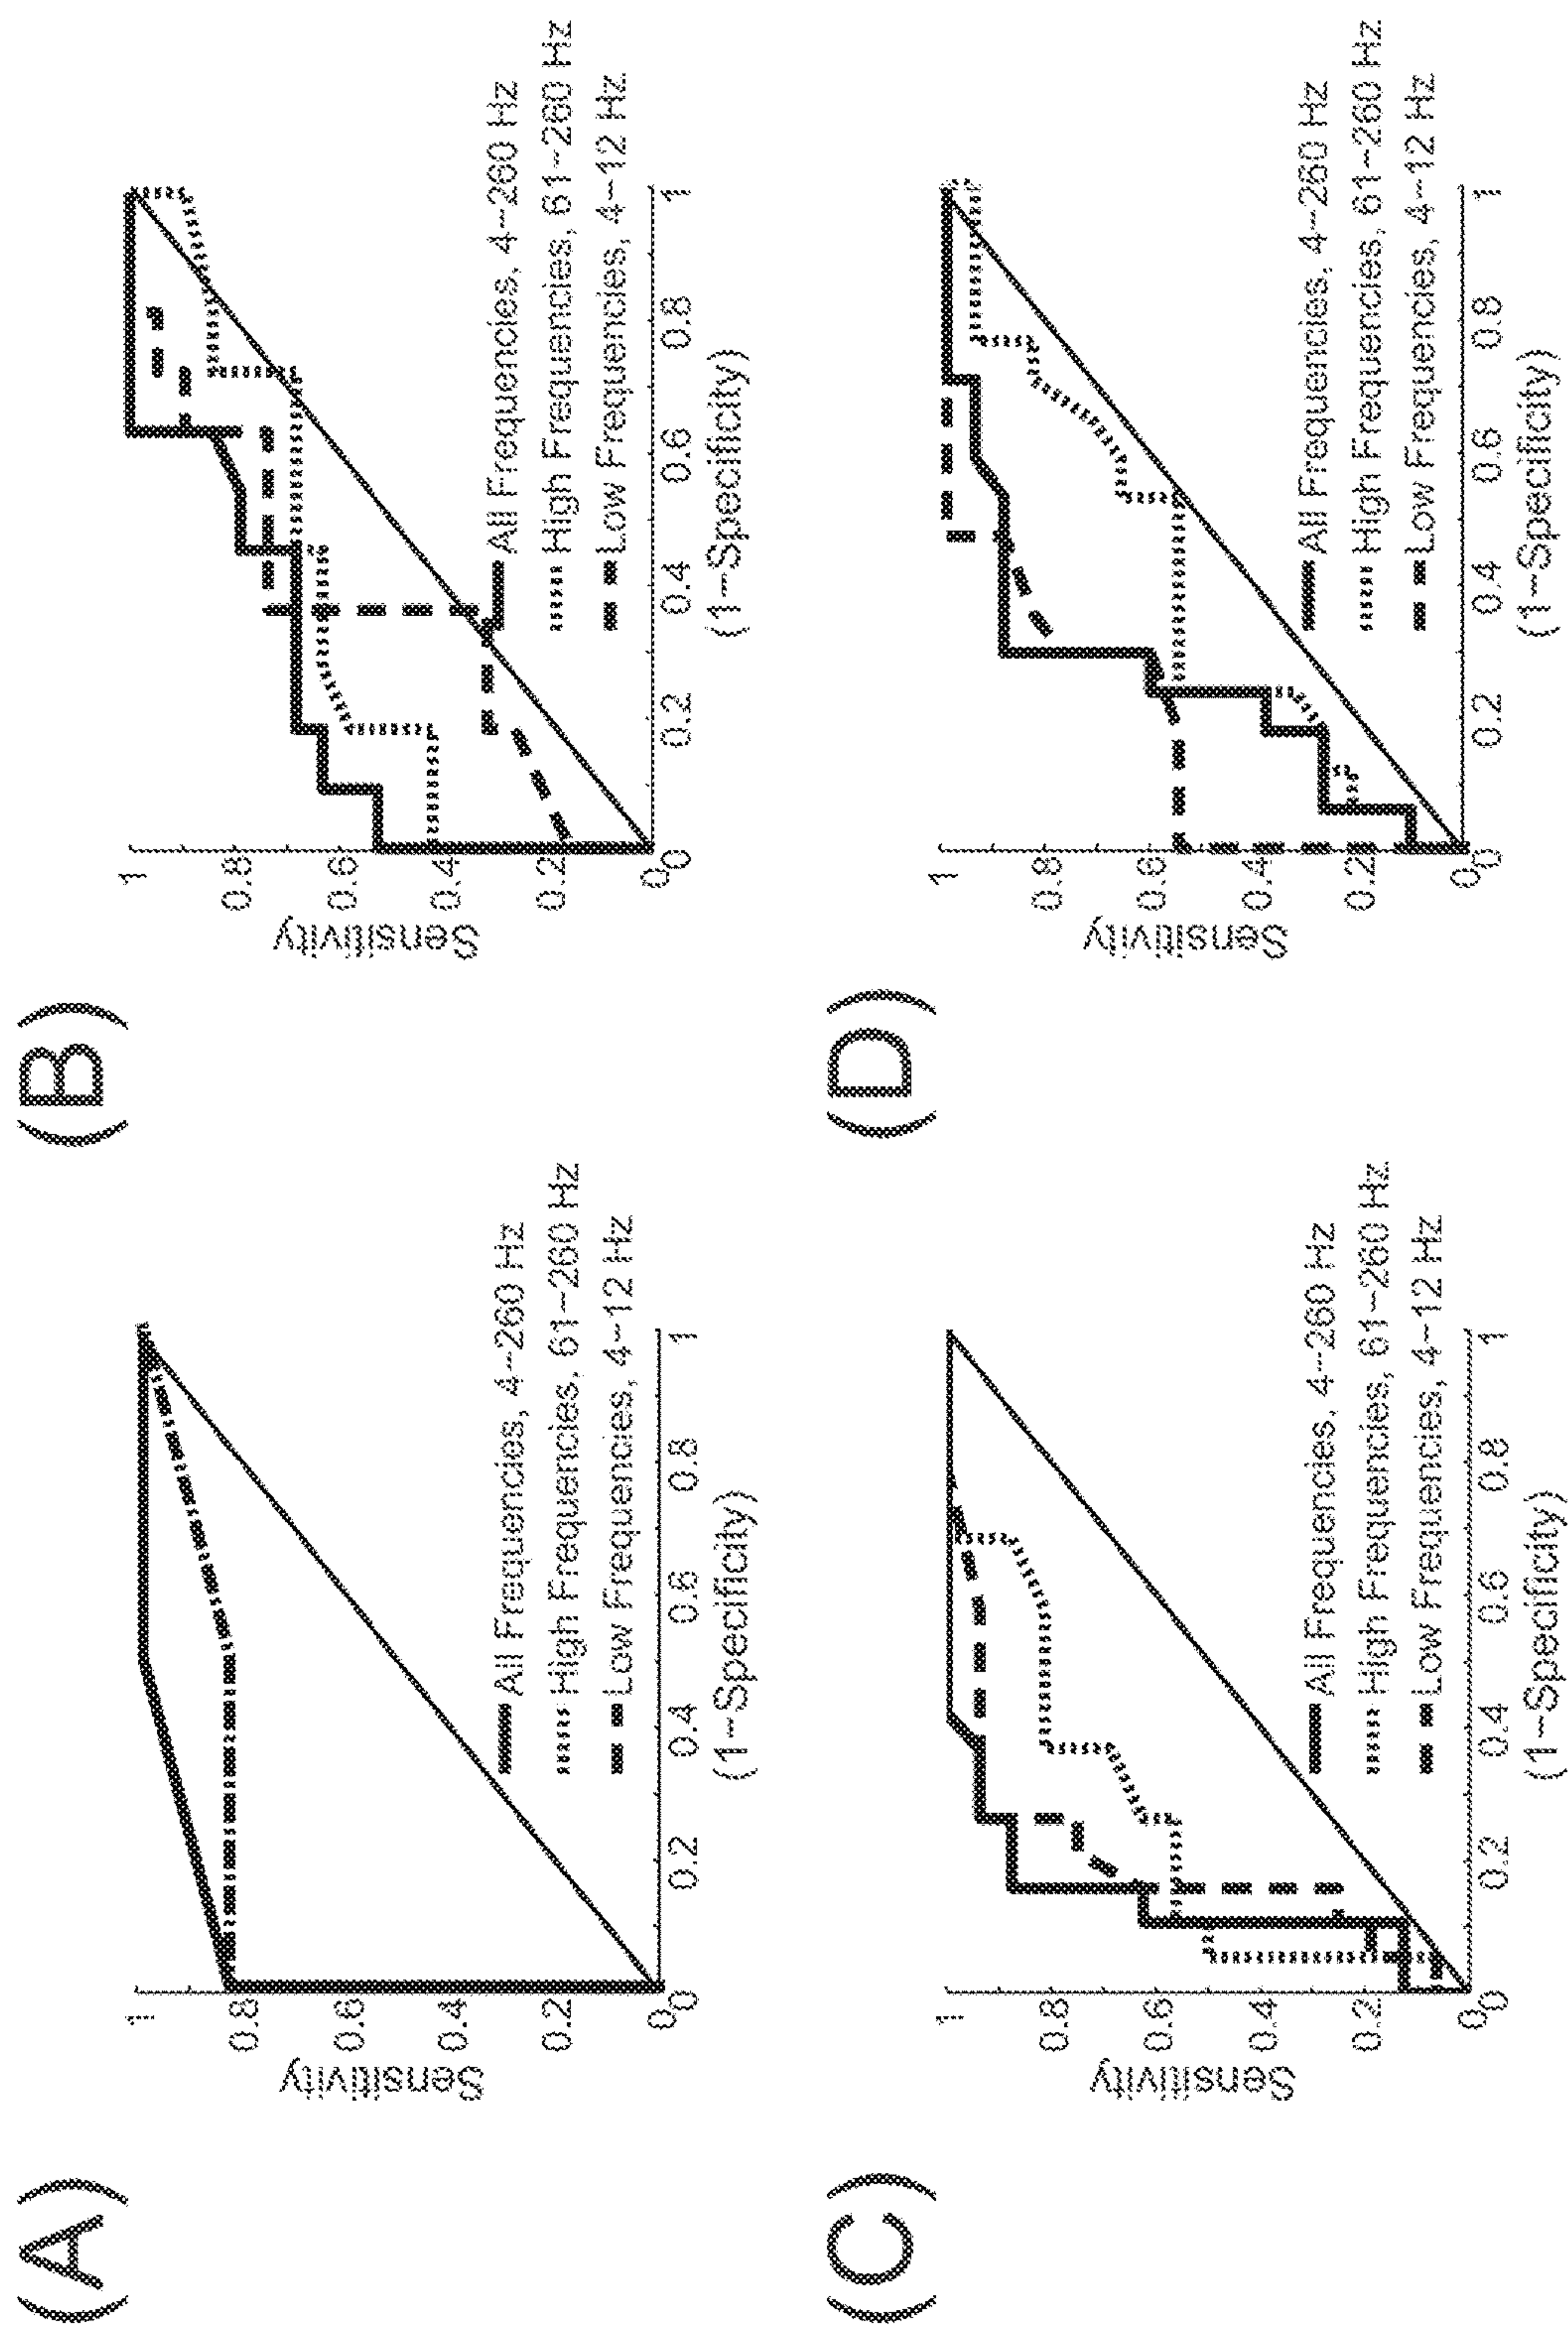 (A)
Sensitivity
1
0.8
0.6
0.4
0.2
0
0
0.2
0.4
0.6
0.8
1
(1-Specificity)
All Frequencies, 4-260 Hz
High Frequencies, 61-260 Hz
Low Frequencies, 4-12 Hz
(B)
Sensitivity
1
0.8
0.6
0.4
0.2
0
0
0.2
0.4
0.6
0.8
1
(1-Specificity)
All Frequencies, 4-260 Hz
High Frequencies, 61-260 Hz
Low Frequencies, 4-12 Hz
(C)
Sensitivity
1
0.8
0.6
0.4
0.2
0
0
0.2
0.4
0.6
0.8
1
(1-Specificity)
All Frequencies, 4-260 Hz
High Frequencies, 61-260 Hz
Low Frequencies, 4-12 Hz
(D)
Sensitivity
1
0.8
0.6
0.4
0.2
0
0
0.2
0.4
0.6
0.8
1
(1-Specificity)
All Frequencies, 4-260 Hz
High Frequencies, 61-260 Hz
Low Frequencies, 4-12 Hz